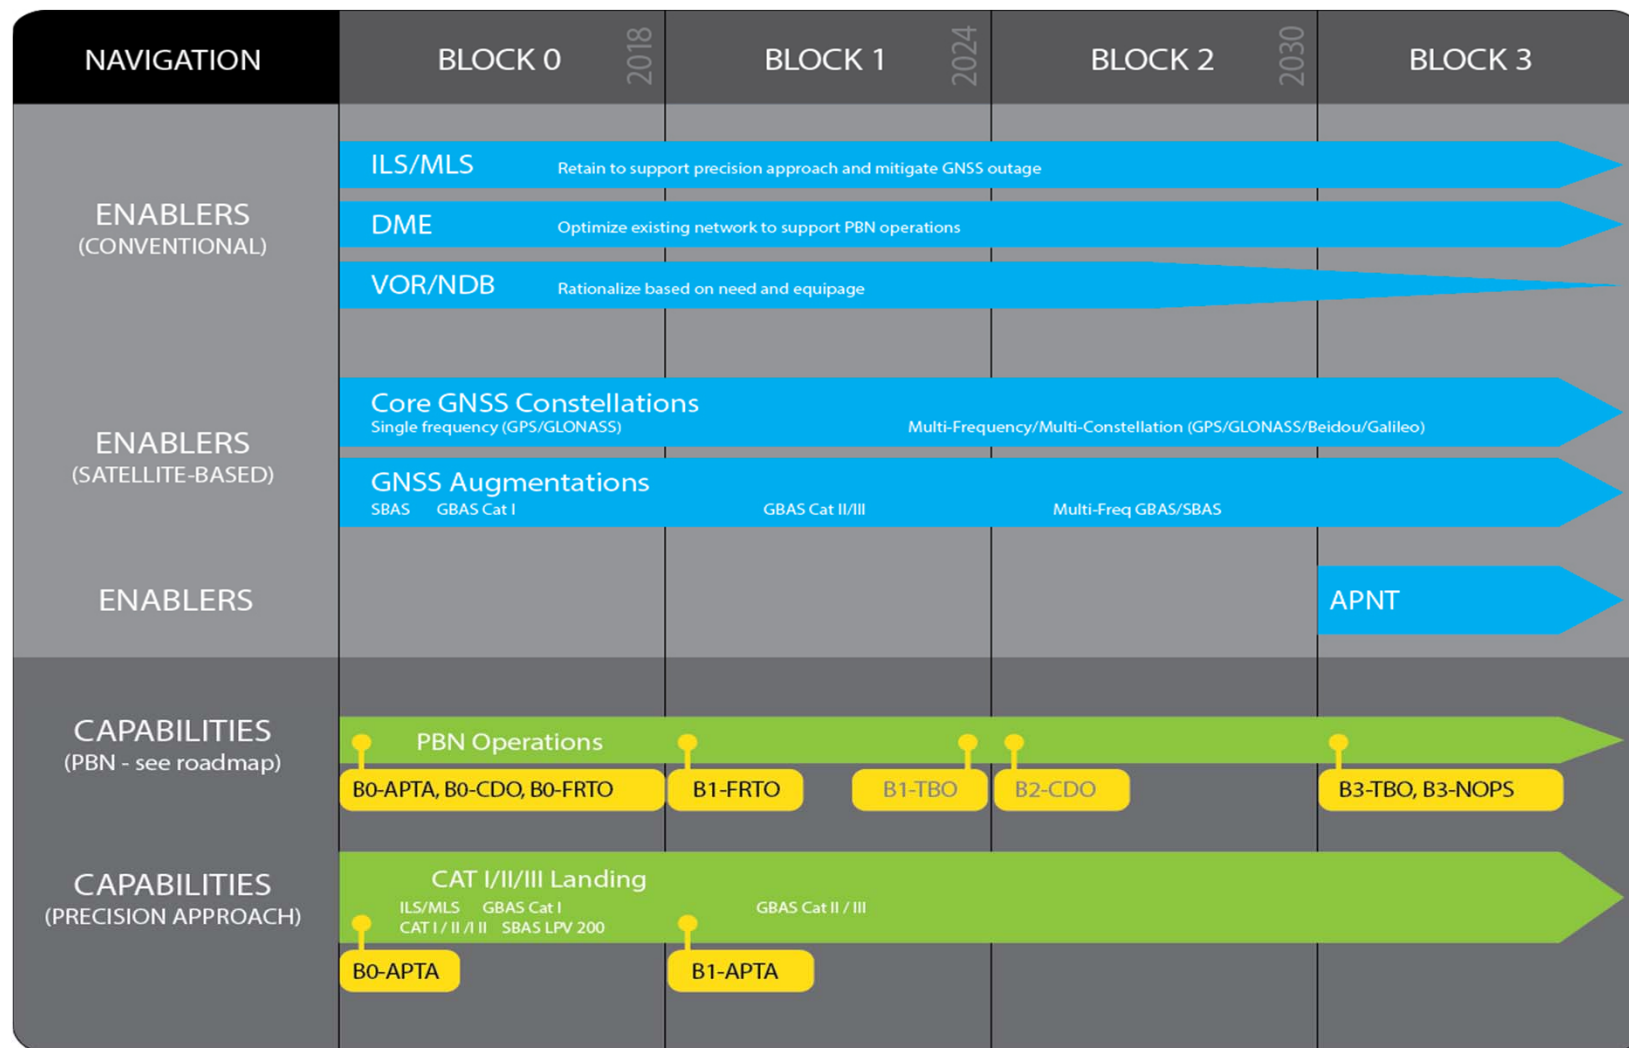 NAVIGATION
BLOCK 0
2018
BLOCK 1
2024
BLOCK 2
2030
BLOCK 3
ENABLERS
(CONVENTIONAL)
ILS/MLS
Retain to support precision approach and mitigate GNSS outage
DME
Optimize existing network to support PBN operations
VOR/NDB
Rationalize based on need and equipage
ENABLERS
(SATELLITE-BASED)
Core GNSS Constellations
Single frequency (GPS/GLONASS)
Multi-Frequency/Multi-Constellation (GPS/GLONASS/Beidou/Galileo)
GNSS Augmentations
SBAS GBAS Cat I
GBAS Cat II/III
Multi-Freq GBAS/SBAS
ENABLERS
APNT
CAPABILITIES
(PBN - see roadmap)
PBN Operations
B0-APTA, B0-CDO, B0-FRTO
B1-FRTO
B1-TBO
B2-CDO
B3-TBO, B3-NOPS
CAPABILITIES
(PRECISION APPROACH)
CAT I/II/III Landing
ILS/MLS GBAS Cat I
CAT I / II /I II SBAS LPV 200
GBAS Cat II / III
B0-APTA
B1-APTA